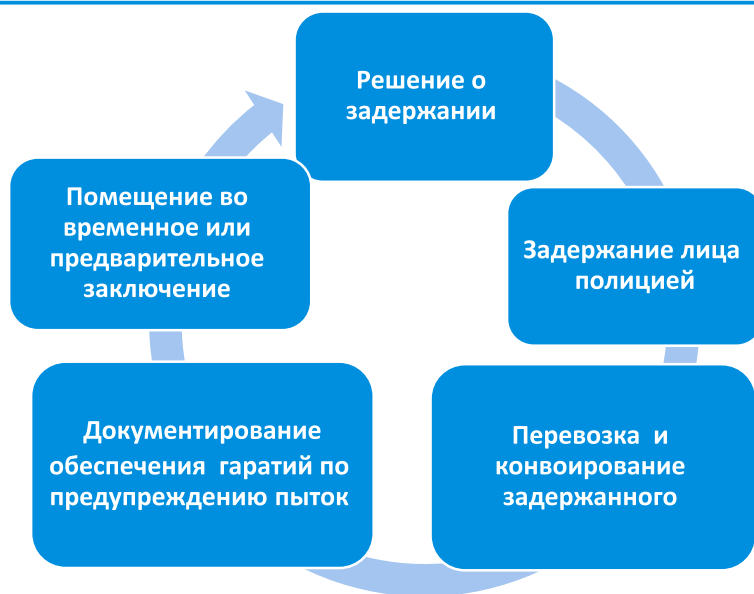 Решение о
задержании
Задержание лица
полицией
Перевозка и
конвоирование
задержанного
Документирование
обеспечения гаратий по
предупреждению пыток
Помещение во
временное или
предварительное
заключение